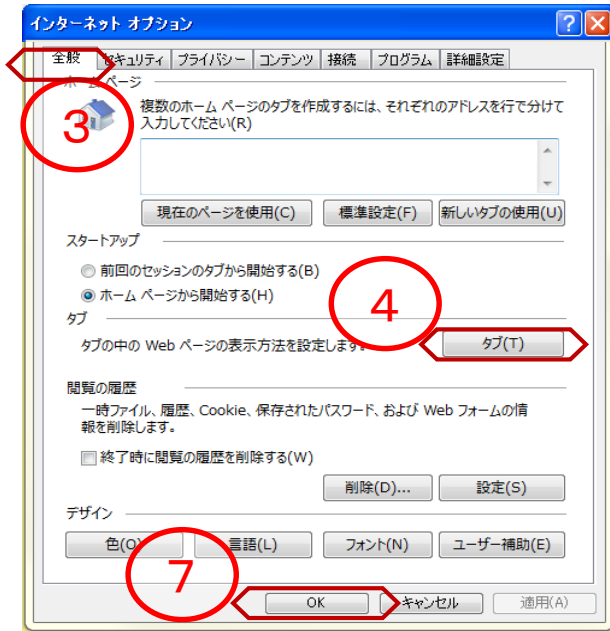 インターネット オプション
全般 セキュリティ プライバシー コンテンツ 接続 プログラム 詳細設定
ホーム ページ
③
複数のホーム ページのタブを作成するには、それぞれのアドレスを行で分けて
入力してください(R)
現在のページを使用(C) 標準設定(F) 新しいタブの使用(U)
スタートアップ
前回のセッションのタブから開始する(B)
ホーム ページから開始する(H)
④
タブ
タブの中の Web ページの表示方法を設定します。 タブ(T)
閲覧の履歴
一時ファイル、履歴、Cookie、保存されたパスワード、および Web フォームの情
報を削除します。
終了時に閲覧の履歴を削除する(W)
削除(D)... 設定(S)
デザイン
色(O) 言語(L) フォント(N) ユーザー補助(E)
⑦
OK キャンセル 適用(A)